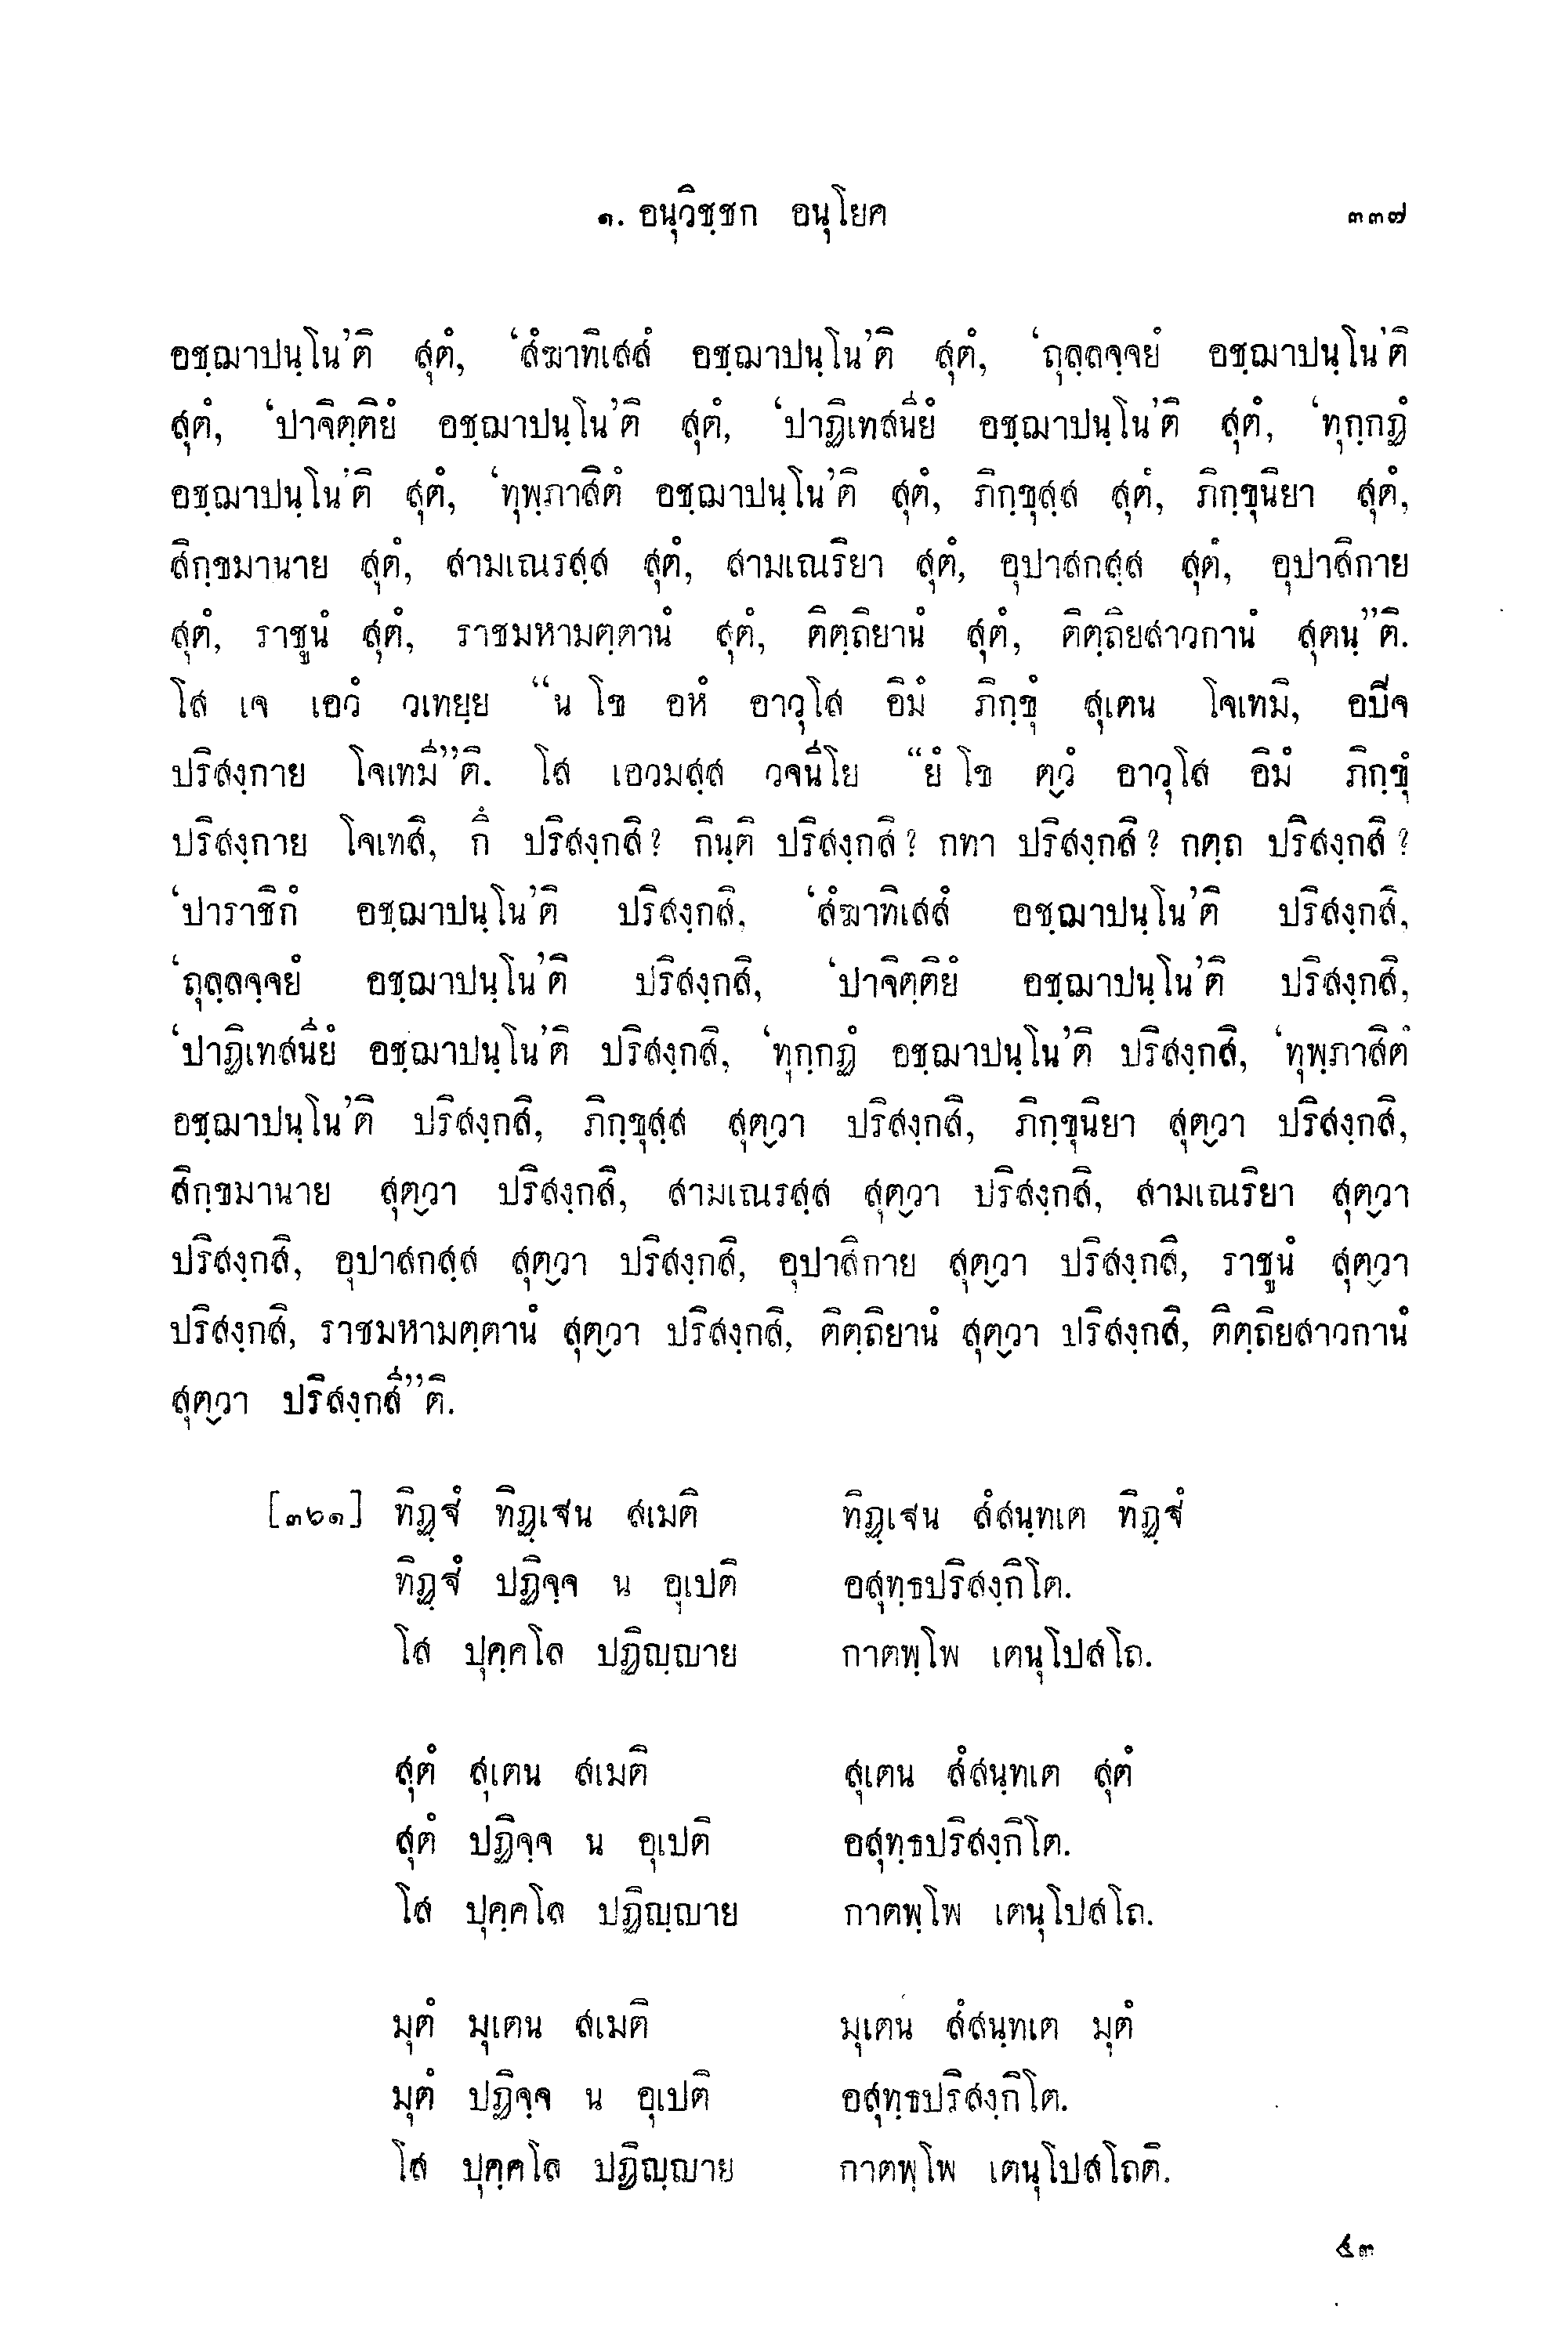 ๑. อนุวิชฺชก อนุโยค ๓๓๗
อชฺฌาปนฺโน’ติ สุตํ, ‘สํฆาทิเสสํ อชฺฌาปนฺโน’ติ สุตํ, ‘ถุลฺลจฺจยํ อชฺฌาปนฺโน’ติ
สุตํ, ‘ปาจิตฺติยํ อชฺฌาปนฺโน’ติ สุตํ, ‘ปาฏิเทสนียํ อชฺฌาปนฺโน’ติ สุตํ, ‘ทุกฺกฏํ
อชฺฌาปนฺโน’ติ สุตํ, ‘ทุพฺภาสิตํ อชฺฌาปนฺโน’ติ สุตํ, ภิกฺขุสฺส สุตํ, ภิกฺขุนิยา สุตํ,
สิกฺขมานาย สุตํ, สามเณรสฺส สุตํ, สามเณริยา สุตํ, อุปาสกสฺส สุตํ, อุปาสิกาย
สุตํ, ราชูนํ สุตํ, ราชมหามตฺตานํ สุตํ, ติตฺถิยานํ สุตํ, ติตฺถิยสาวกานํ สุตนฺ”ติ.
โส เจ เอวํ วเทยฺย “น โข อหํ อาวุโส อิมํ ภิกฺขุํ สุเตน โจเทมิ, อปิจ
ปริสงฺกาย โจเทมี”ติ. โส เอวมสฺส วจนีโย “ยํ โข ตฺวํ อาวุโส อิมํ ภิกฺขุํ
ปริสงฺกาย โจเทสิ, กึ ปริสงฺกสิ? กินฺติ ปริสงฺกสิ? กทา ปริสงฺกสิ? กตฺถ ปริสงฺกสิ?
‘ปาราชิกํ อชฺฌาปนฺโน’ติ ปริสงฺกสิ, ‘สํฆาทิเสสํ อชฺฌาปนฺโน’ติ ปริสงฺกสิ,
‘ถุลฺลจฺจยํ อชฺฌาปนฺโน’ติ ปริสงฺกสิ, ‘ปาจิตฺติยํ อชฺฌาปนฺโน’ติ ปริสงฺกสิ,
‘ปาฏิเทสนียํ อชฺฌาปนฺโน’ติ ปริสงฺกสิ, ‘ทุกฺกฏํ อชฺฌาปนฺโน’ติ ปริสงฺกสิ, ‘ทุพฺภาสิตํ
อชฺฌาปนฺโน’ติ ปริสงฺกสิ, ภิกฺขุสฺส สุตฺวา ปริสงฺกสิ, ภิกฺขุนิยา สุตฺวา ปริสงฺกสิ,
สิกฺขมานาย สุตฺวา ปริสงฺกสิ, สามเณรสฺส สุตฺวา ปริสงฺกสิ, สามเณริยา สุตฺวา
ปริสงฺกสิ, อุปาสกสฺส สุตฺวา ปริสงฺกสิ, อุปาสิกาย สุตฺวา ปริสงฺกสิ, ราชูนํ สุตฺวา
ปริสงฺกสิ, ราชมหามตฺตานํ สุตฺวา ปริสงฺกสิ, ติตฺถิยานํ สุตฺวา ปริสงฺกสิ, ติตฺถิยสาวกานํ
สุตฺวา ปริสงฺกสี”ติ.
[๓๖๑] ทิฏฺฐํ ทิฏฺเฐน สเมติ ทิฏฺเฐน สํสนฺทเต ทิฏฺฐํ
ทิฏฺฐํ ปฏิจฺจ น อุเปติ อสุทฺธปริสงฺกิโต.
โส ปุคฺคโล ปฏิญฺญาย กาตพฺโพ เตนุโปสโถ.
สุตํ สุเตน สเมติ สุเตน สํสนฺทเต สุตํ
สุตํ ปฏิจฺจ น อุเปติ อสุทฺธปริสงฺกิโต.
โส ปุคฺคโล ปฏิญฺญาย กาตพฺโพ เตนุโปสโถ.
มุตํ มุเตน สเมติ มุเตน สํสนฺทเต มุตํ
มุตํ ปฏิจฺจ น อุเปติ อสุทฺธปริสงฺกิโต.
โส ปุคฺคโล ปฏิญฺญาย กาตพฺโพ เตนุโปสโถติ.
๔๓